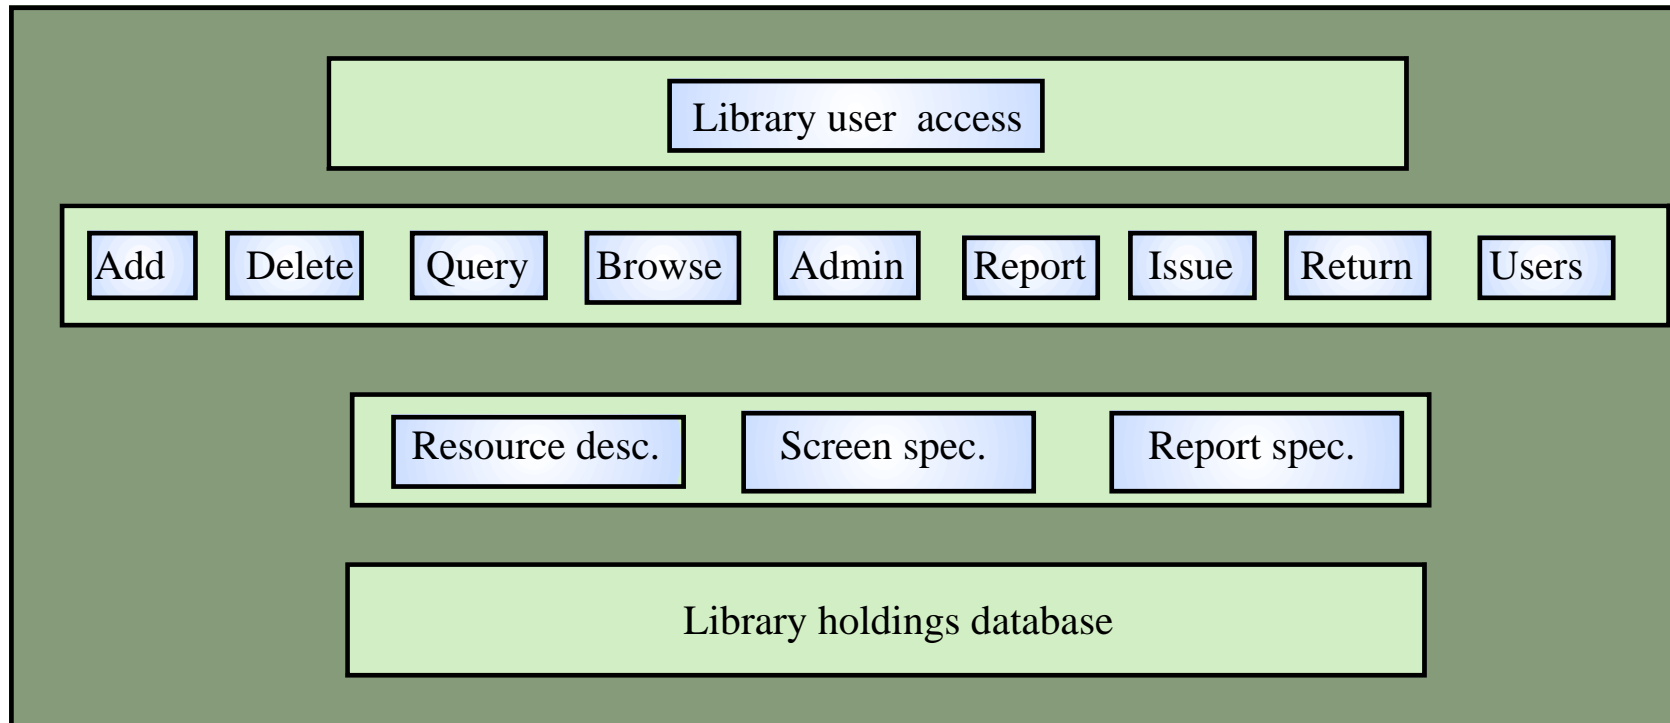 Library user access
Add Delete Query Browse Admin Report Issue Return Users
Resource desc. Screen spec. Report spec.
Library holdings database